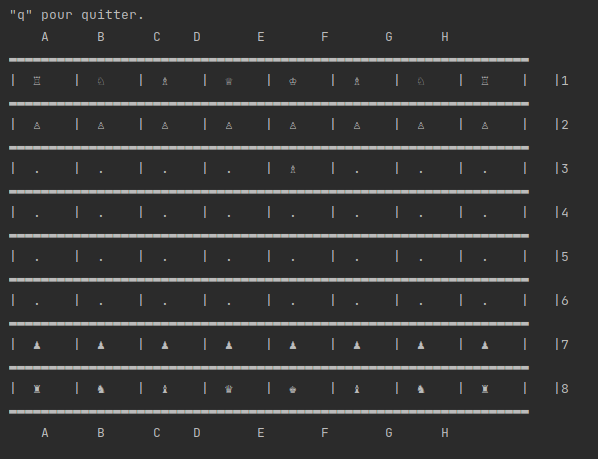 "q" pour quitter.
A B C D E F G H
| ♖ | ♘ | ♗ | ♕ | ♔ | ♗ | ♘ | ♖ | |1
| ♙ | ♙ | ♙ | ♙ | ♙ | ♙ | ♙ | ♙ | |2
| . | . | . | . | ♗ | . | . | . | |3
| . | . | . | . | . | . | . | . | |4
| . | . | . | . | . | . | . | . | |5
| . | . | . | . | . | . | . | . | |6
| ♟ | ♟ | ♟ | ♟ | ♟ | ♟ | ♟ | ♟ | |7
| ♜ | ♞ | ♝ | ♛ | ♚ | ♝ | ♞ | ♜ | |8
A B C D E F G H